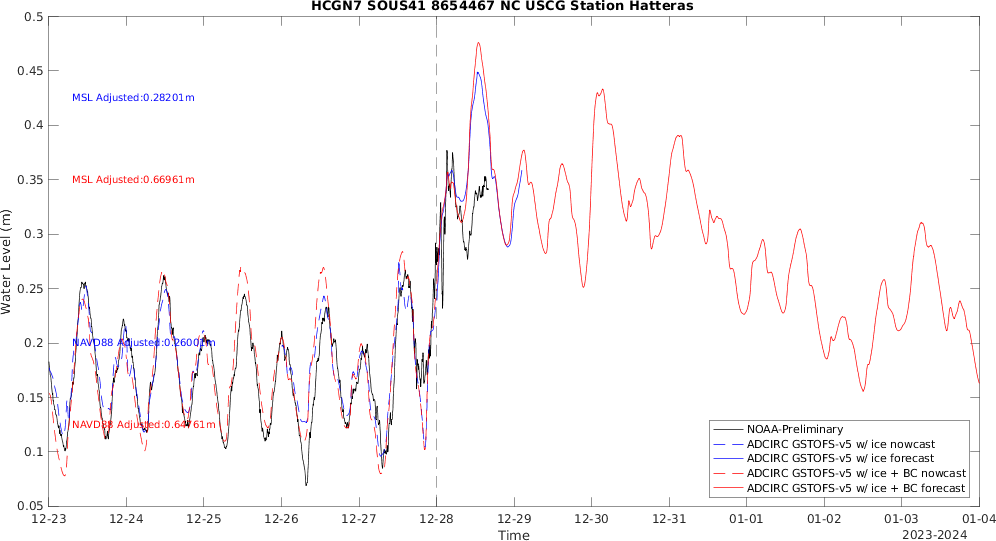 HCGN7 SOUS41 8654467 NC USCG Station Hatteras
Water Level (m)
0.5
0.45
0.4
0.35
0.3
0.25
0.2
0.15
0.1
0.05
MSL Adjusted:0.28201m
MSL Adjusted:0.66961m
NAVD88 Adjusted:0.26001m
NAVD88 Adjusted:0.64761m
NOAA-Preliminary
ADCIRC GSTOFS-v5 w/ ice nowcast
ADCIRC GSTOFS-v5 w/ ice forecast
ADCIRC GSTOFS-v5 w/ ice + BC nowcast
ADCIRC GSTOFS-v5 w/ ice + BC forecast
12-23 12-24 12-25 12-26 12-27 12-28 12-29 12-30 12-31 01-01 01-02 01-03 01-04
Time
2023-2024